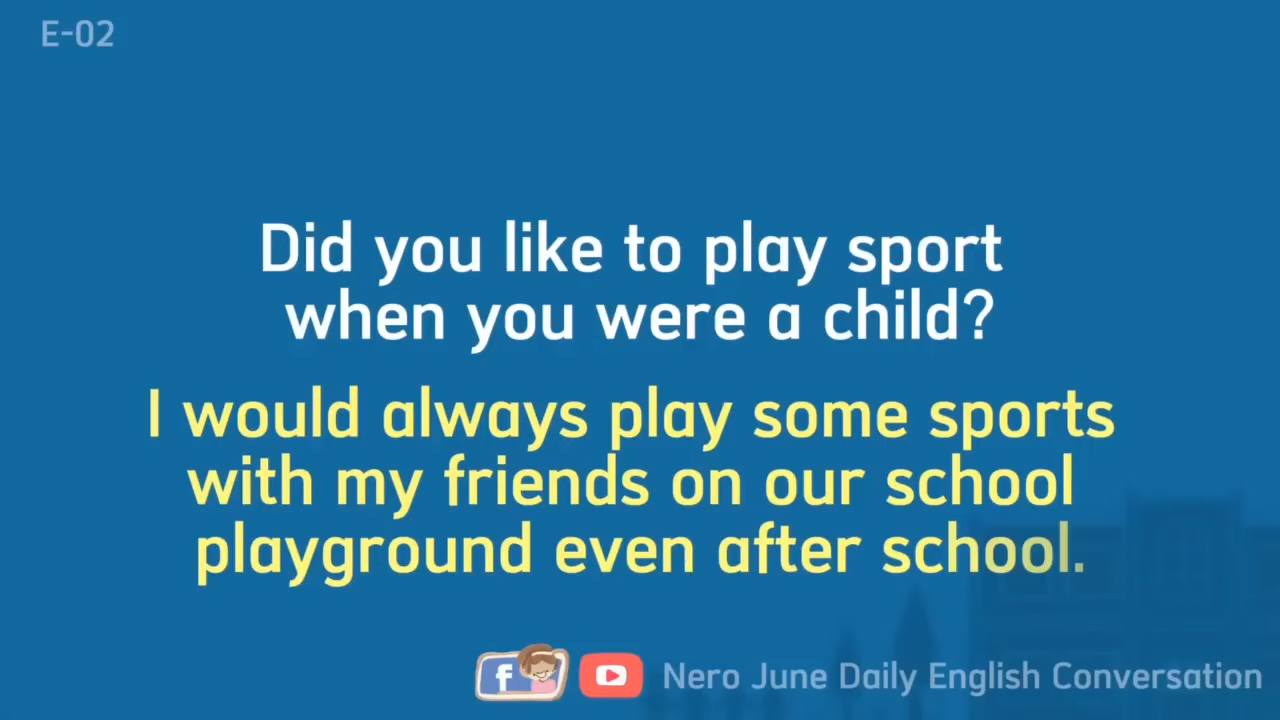 E-02
Did you like to play sport
when you were a child?
I would always play some sports
with my friends on our school
playground even after school.
f
Nero June Daily English Conversation